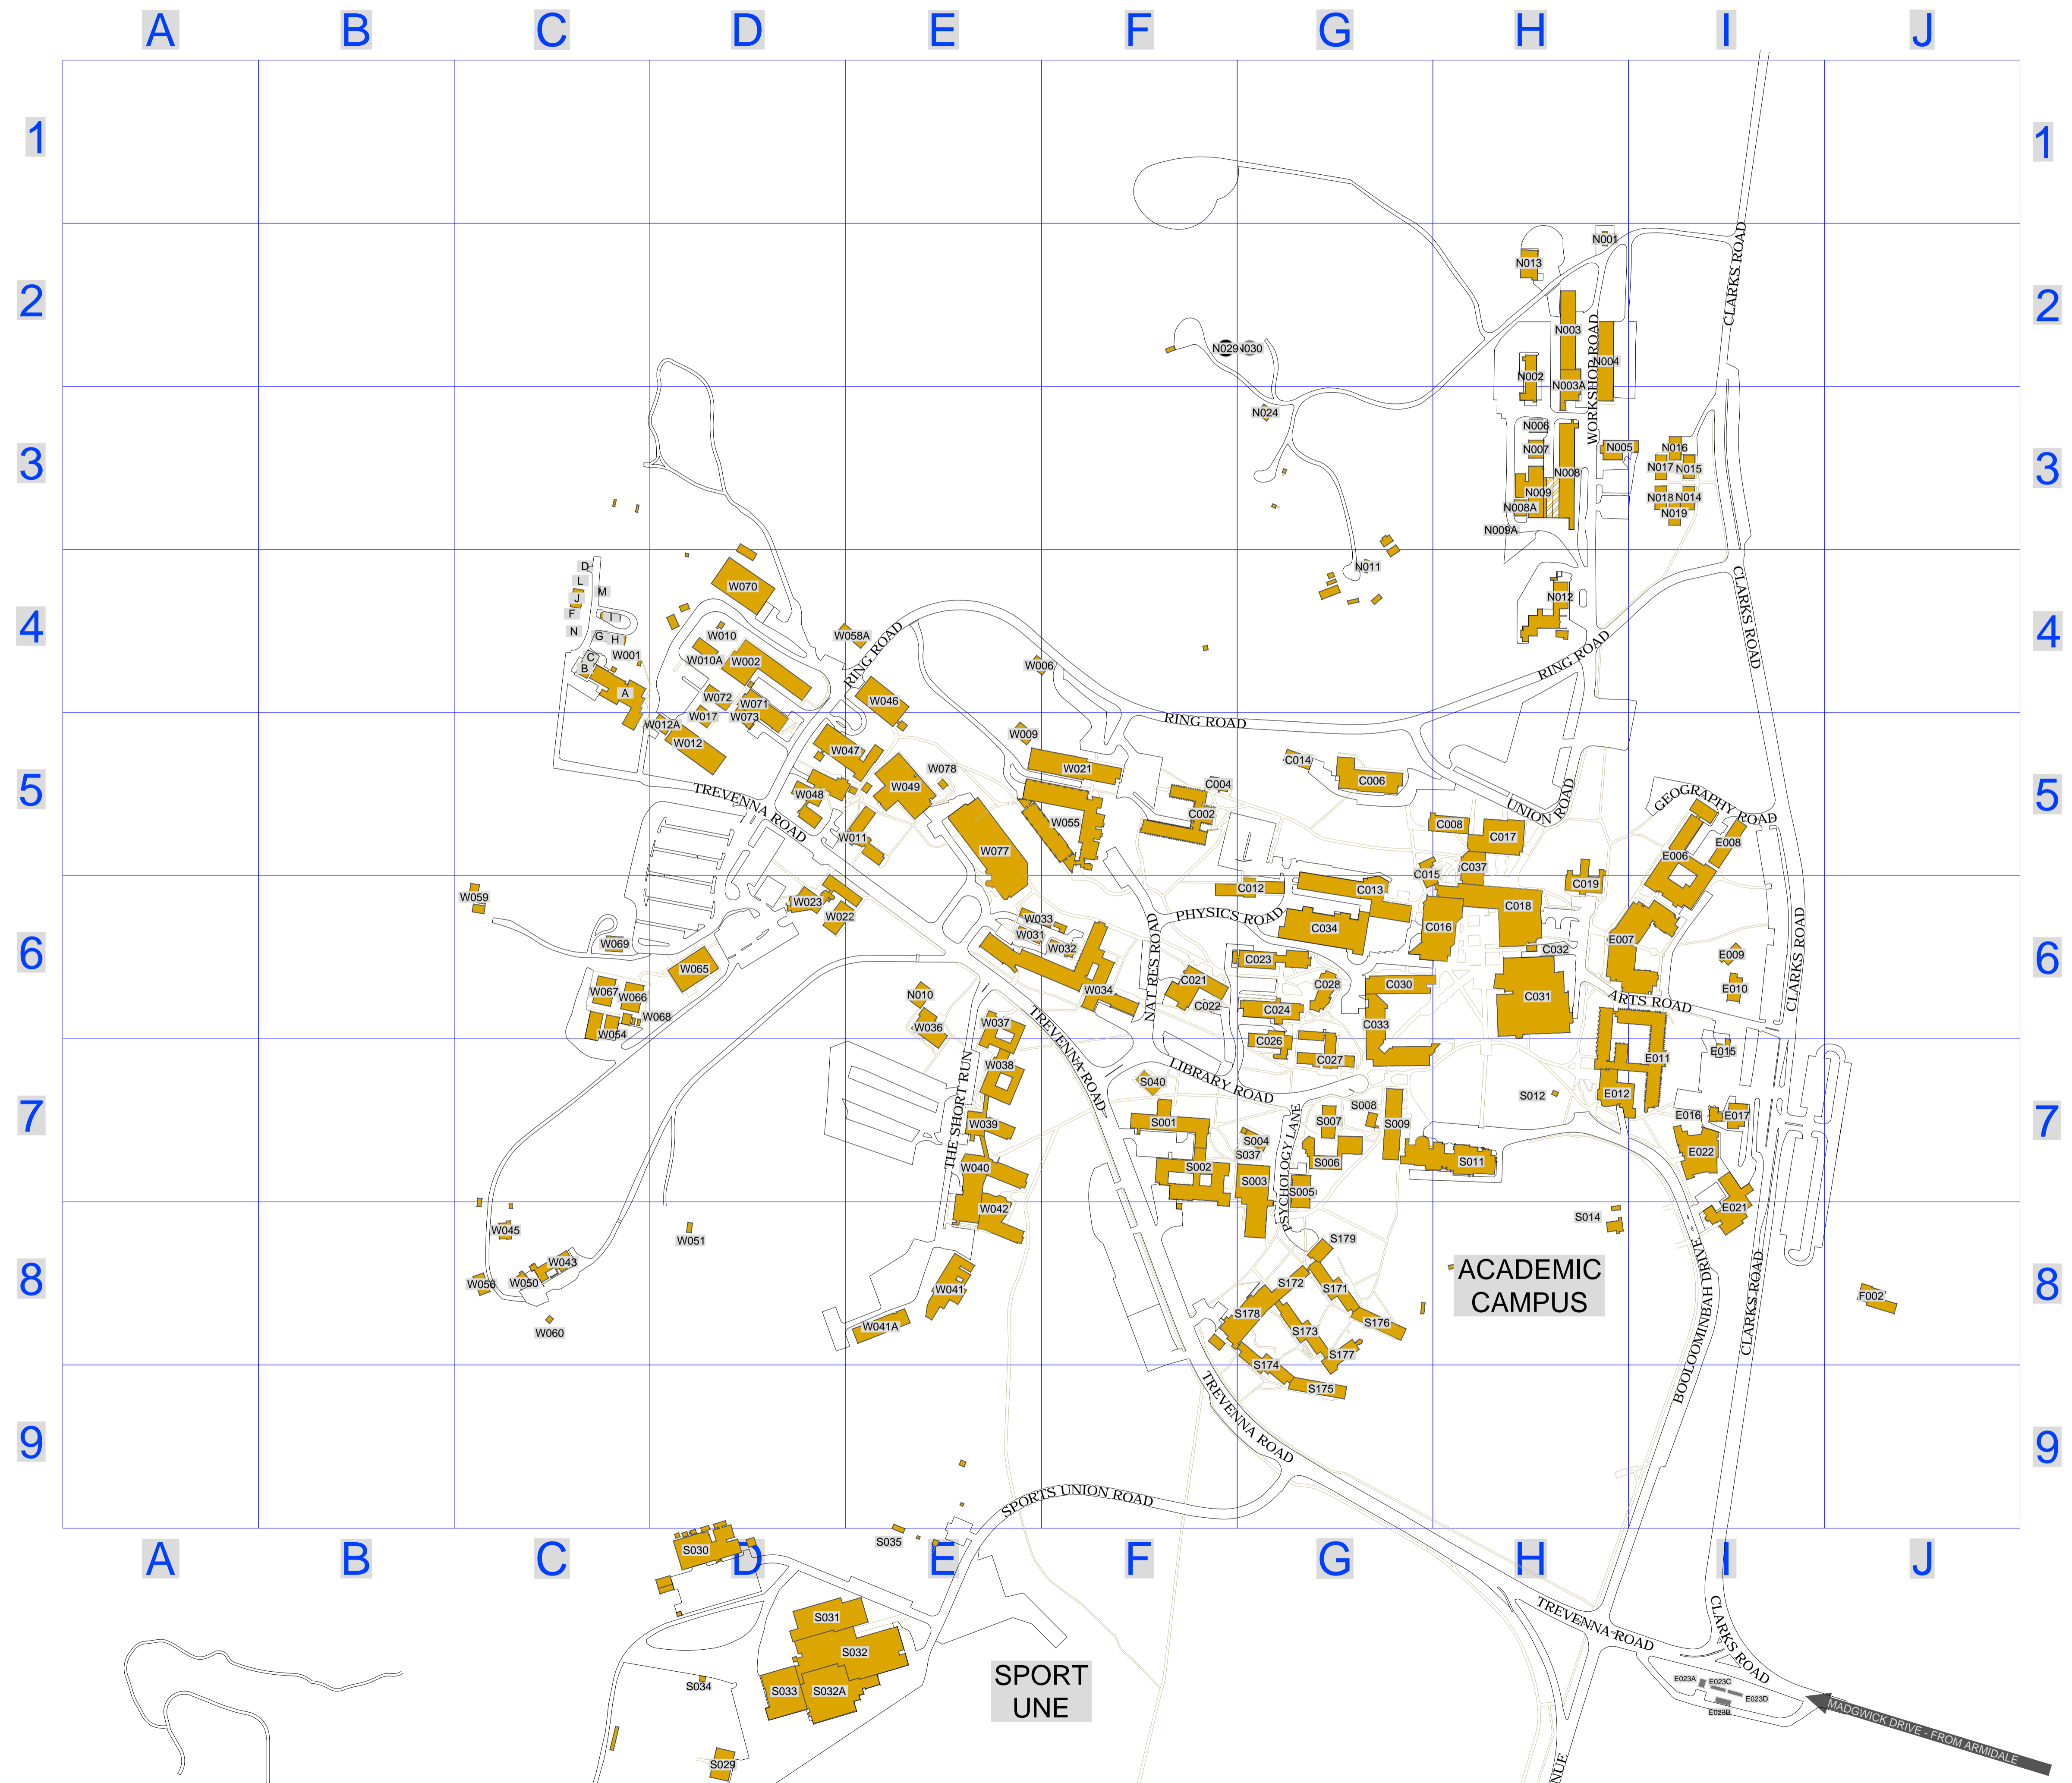 A B C D E F G H I J
1 1
CLARKS ROAD
N001
N013
2 2
N003
WORKSHOP ROAD
N004
N029 N030
N002
N003A
N024
N006
N005
N016
N007
3 3
N017 N015
N008
N009
N018 N014
N008A
N019
N009A
D
N011
L
W070
M
J
N012
CLARKS ROAD
F
I
4 4
N
G H
W010
W058A
RING ROAD
RING ROAD
W001
C
W010A W002
B
W006
A
W072
W071
W046
W017 W073
RING ROAD
W012A
W009
W012
W047
C014
W021
W078
C006
C004
5 5
W049
W048
TREVENNA ROAD
GEOGRAPHY ROAD
UNION ROAD
C002
W055
C008
C017
W011
E008
W077
E006
C037
C015
C019
C012
C013
W059
W023
C018
W022
W033
PHYSICS ROAD
NAT RES ROAD
C034
C016
W031
E007
W069
W032
C032
6 6
E009
C023
W065
CLARKS ROAD
C021
C028
C030
W067 W066
E010
N010
W034
C031
ARTS ROAD
C022
C024
W068
W037
C033
W036
TREVENNA ROAD
W054
C026
E015
C027
E011
W038
LIBRARY ROAD
S040
THE SHORT RUN
S012
E012
S008
7 7
E016 E017
S001
S007
S009
W039
S004
PSYCHOLOGY LANE
S037
E022
S006
S011
W040
S002
S003
S005
W042
E021
S014
W045
W051
S179
W043
ACADEMIC
CAMPUS
BOOLOOMINBAH DRIVE
8 8
W050
W056
S172
S171
W041
CLARKS ROAD
F002
S178
S176
W041A
S173
W060
S177
S174
S175
TREVENNA ROAD
9 9
SPORTS UNION ROAD
S035
S030
A B C D E F G H I J
S031
TREVENNA ROAD
CLARKS ROAD
S032
SPORT
UNE
S034
S033 S032A
E023A E023C
E023D
E023B
MADGWICK DRIVE - FROM ARMIDALE
S029
NUE